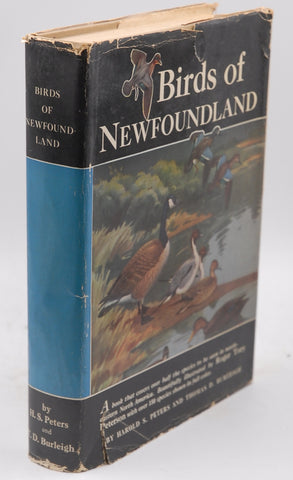 BIRDS
OF
NEWFOUND-
LAND
by
H. S. Peters
and
T. D. Burleigh
Birds of
NEWFOUNDLAND
A book that covers over half the species to be seen in north-
eastern North America. Beautifully illustrated by Roger Tory
Peterson with over 150 species shown in full color.
BY HAROLD S. PETERS AND THOMAS D. BURLEIGH